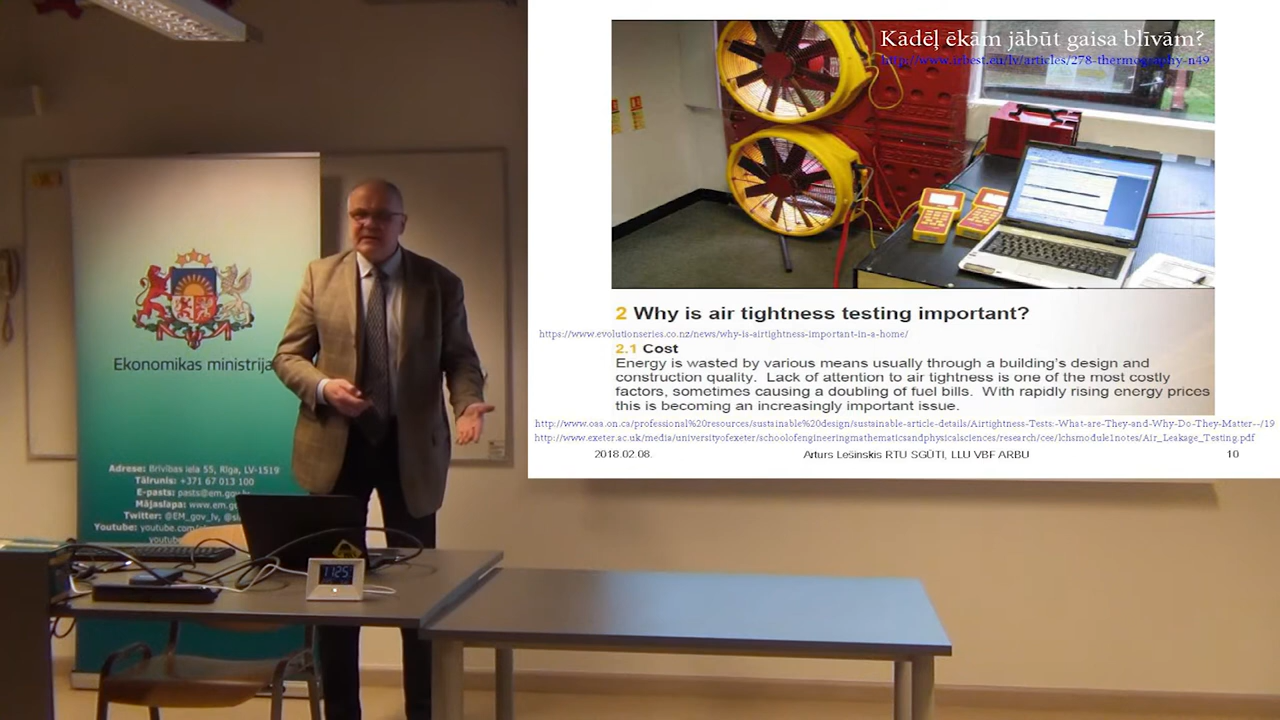 Kādēļ ēkām jābūt gaisa blīvām?
http://www.irbest.eu/lv/articles/278-thermography-n49
2 Why is air tightness testing important?
https://www.evolutionseries.co.nz/news/why-is-airtightness-important-in-a-home/
2.1 Cost
Energy is wasted by various means usually through a building's design and
construction quality. Lack of attention to air tightness is one of the most costly
factors, sometimes causing a doubling of fuel bills. With rapidly rising energy prices
this is becoming an increasingly important issue.
http://www.oaa.on.ca/professional%20resources/sustainable%20design/sustainable-article-details/Airtightness-Tests:-What-are-They-and-Why-Do-They-Matter--/19
http://www.exeter.ac.uk/media/universityofexeter/schoolofengineeringmathematicsandphysicalsciences/research/cee/lchsmodule1notes/Air_Leakage_Testing.pdf
2018.02.08.
Arturs Lešinskis RTU SGŪTI, LLU VBF ARBU
10
Ekonomikas ministrija
Adrese: Brīvības iela 55, Rīga, LV-1519
Tālrunis: +371 67 013 100
E-pasts: pasts@em.gov
Mājaslapa: www.em.g
Twitter: @EM_gov_lv,
Youtube: youtube.com
youtube
1125